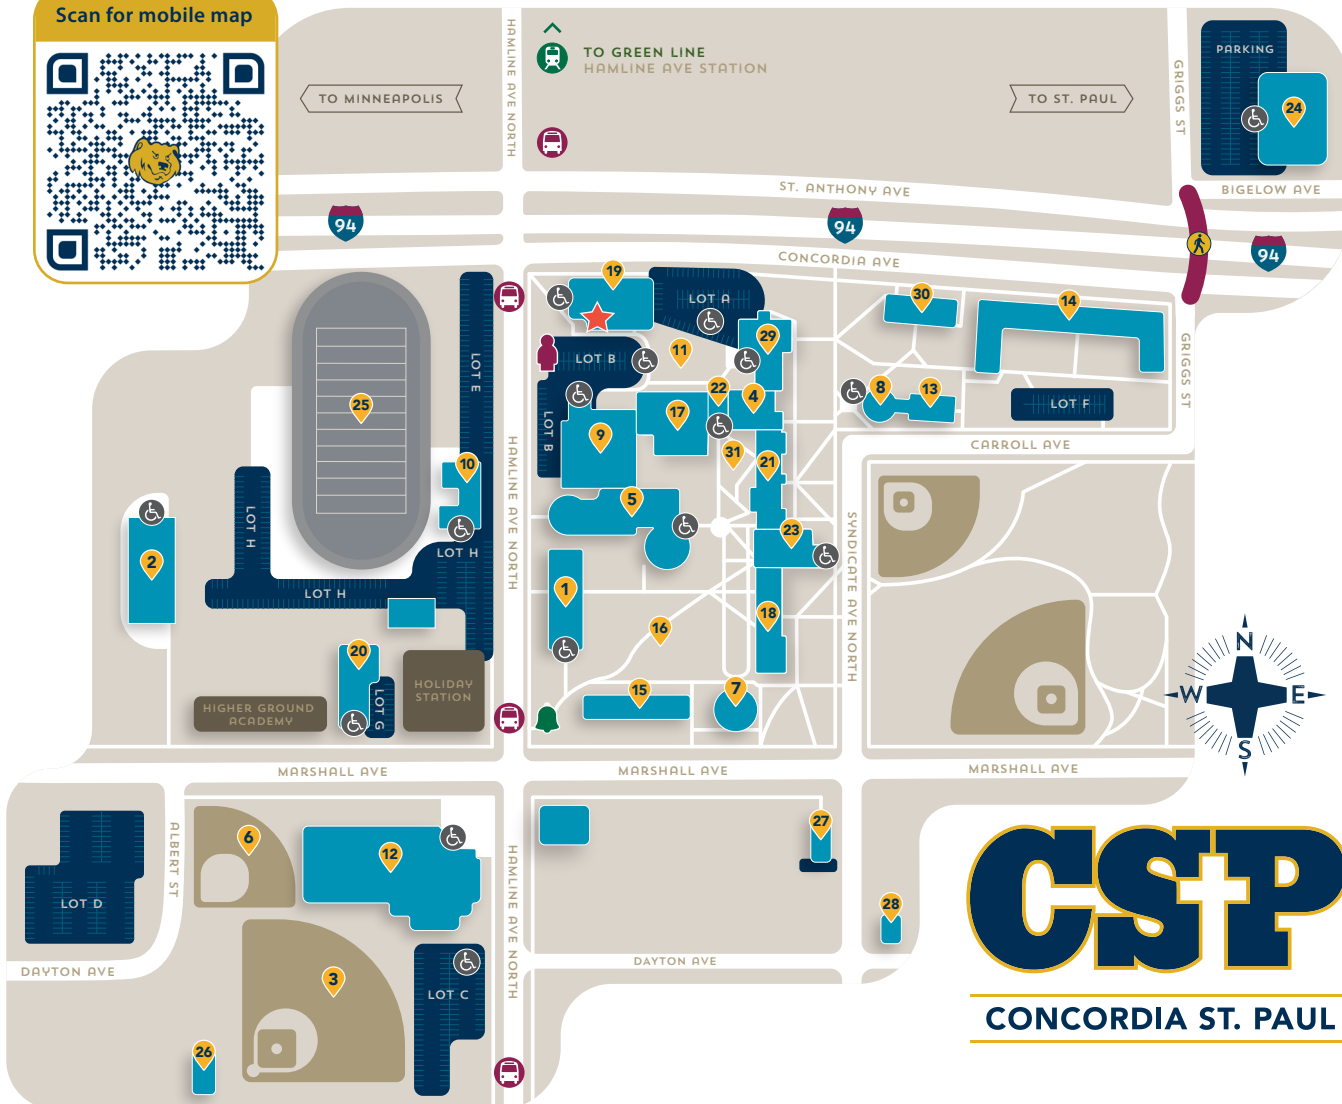 Scan for mobile map
TO GREEN LINE
HAMLINE AVE STATION
TO MINNEAPOLIS
TO ST. PAUL
HAMLINE AVE NORTH
GRIGGS ST
PARKING
24
BIGELOW AVE
ST. ANTHONY AVE
94
94
94
CONCORDIA AVE
19
LOT A
30
14
29
11
LOT B
LOT E
GRIGGS ST
25
22
4
8
13
LOT F
17
9
LOT B
CARROLL AVE
HAMLINE AVE NORTH
31
21
10
5
LOT H
2
LOT H
23
SYNDICATE AVE NORTH
LOT H
1
18
16
20
HOLIDAY
STATION
LOT G
HIGHER GROUND
ACADEMY
15
7
N
W
E
S
MARSHALL AVE
MARSHALL AVE
MARSHALL AVE
ALBERT ST
6
12
27
HAMLINE AVE NORTH
28
LOT D
DAYTON AVE
DAYTON AVE
3
LOT C
26
CSP
CONCORDIA ST. PAUL